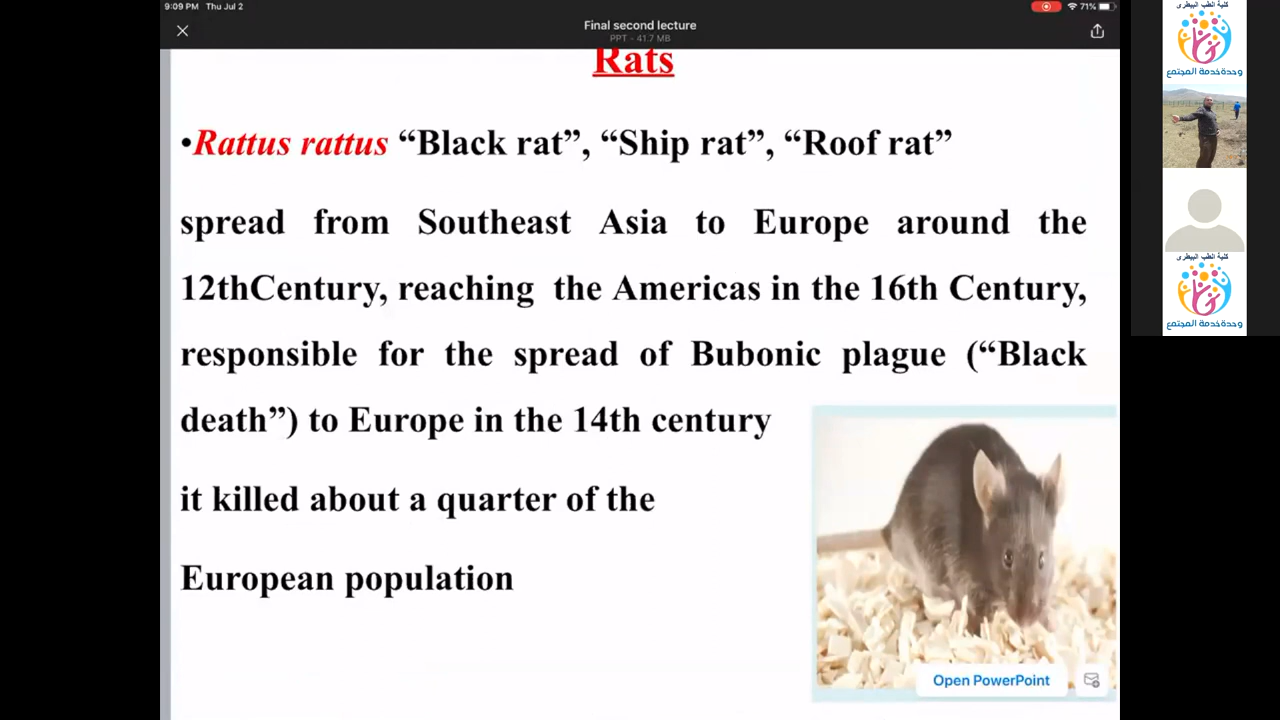 9:09 PM Thu Jul 2
71%
Final second lecture
PPT - 41.7 MB
Rats
•Rattus rattus “Black rat”, “Ship rat”, “Roof rat”
spread from Southeast Asia to Europe around the
12thCentury, reaching the Americas in the 16th Century,
responsible for the spread of Bubonic plague (“Black
death”) to Europe in the 14th century
it killed about a quarter of the
European population
Open PowerPoint
كلية الطب البيطرى
وحدة خدمة المجتمع
كلية الطب البيطرى
وحدة خدمة المجتمع